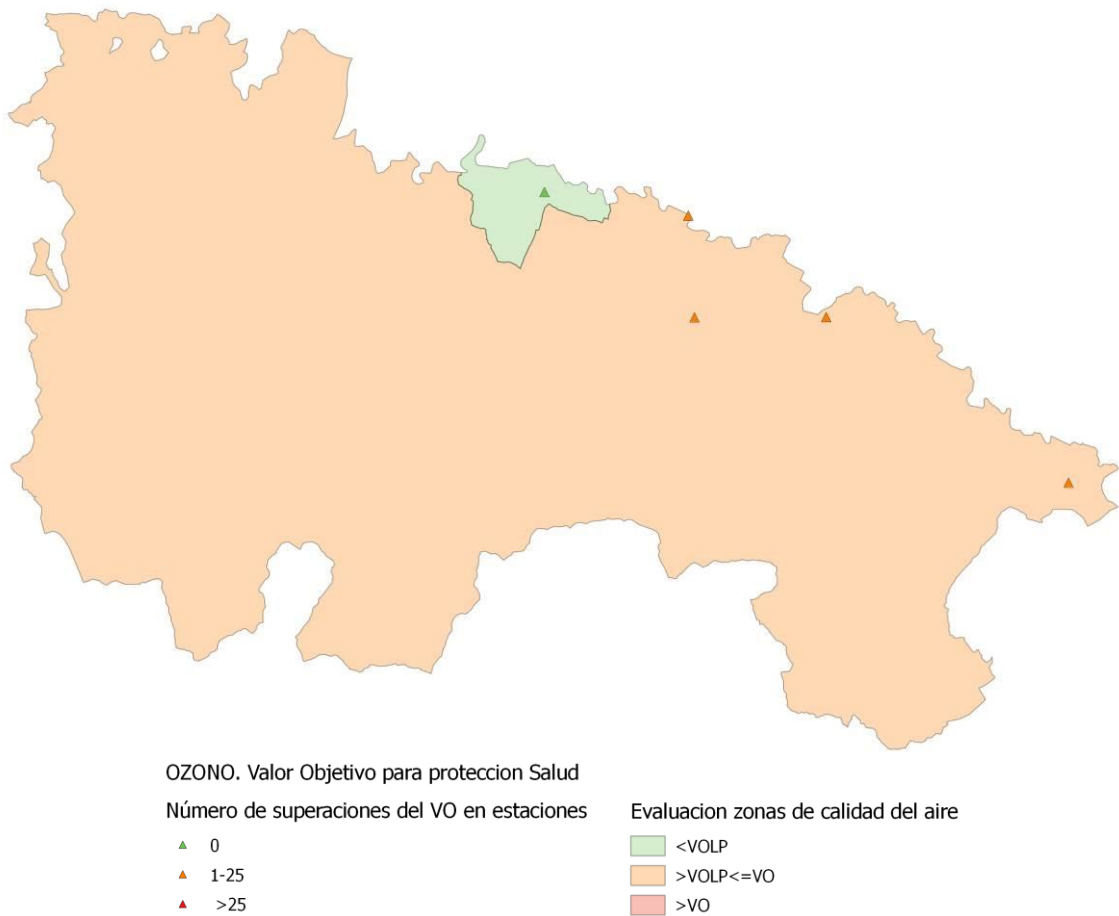 OZONO. Valor Objetivo para proteccion Salud
Número de superaciones del VO en estaciones
0
1-25
>25
Evaluacion zonas de calidad del aire
<VOLP
>VOLP<=VO
>VO